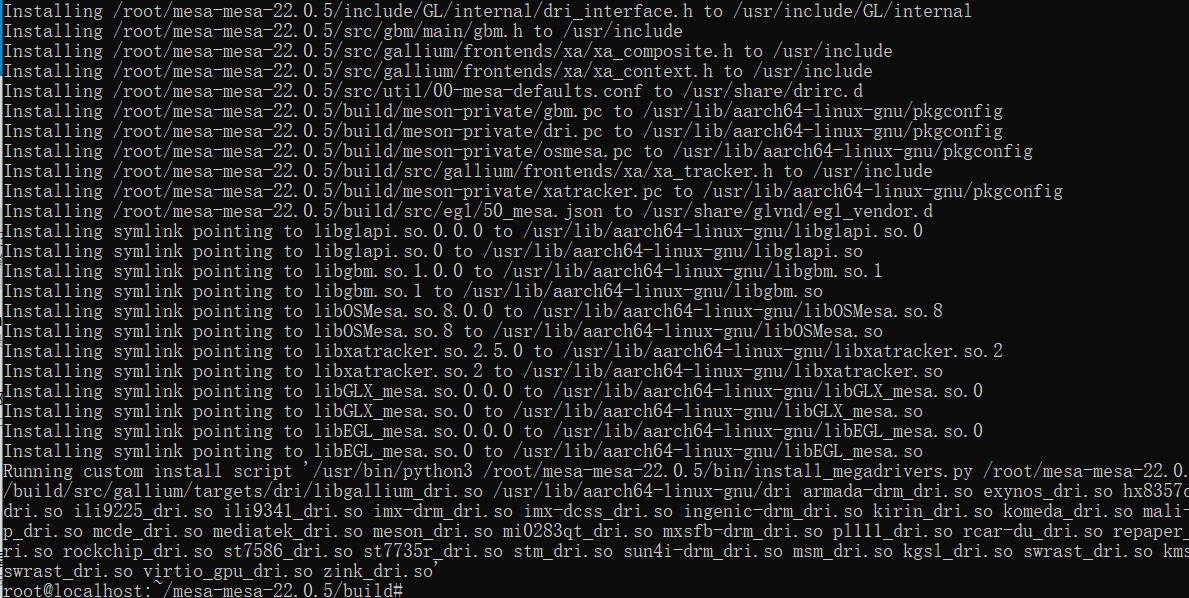 Installing /root/mesa-mesa-22.0.5/include/GL/internal/dri_interface.h to /usr/include/GL/internal
Installing /root/mesa-mesa-22.0.5/src/gbm/main/gbm.h to /usr/include
Installing /root/mesa-mesa-22.0.5/src/gallium/frontends/xa/xa_composite.h to /usr/include
Installing /root/mesa-mesa-22.0.5/src/gallium/frontends/xa/xa_context.h to /usr/include
Installing /root/mesa-mesa-22.0.5/src/util/00-mesa-defaults.conf to /usr/share/drirc.d
Installing /root/mesa-mesa-22.0.5/build/meson-private/gbm.pc to /usr/lib/aarch64-linux-gnu/pkgconfig
Installing /root/mesa-mesa-22.0.5/build/meson-private/dri.pc to /usr/lib/aarch64-linux-gnu/pkgconfig
Installing /root/mesa-mesa-22.0.5/build/meson-private/osmesa.pc to /usr/lib/aarch64-linux-gnu/pkgconfig
Installing /root/mesa-mesa-22.0.5/build/src/gallium/frontends/xa/xa_tracker.h to /usr/include
Installing /root/mesa-mesa-22.0.5/build/meson-private/xatracker.pc to /usr/lib/aarch64-linux-gnu/pkgconfig
Installing /root/mesa-mesa-22.0.5/build/src/egl/50_mesa.json to /usr/share/glvnd/egl_vendor.d
Installing symlink pointing to libglapi.so.0.0.0 to /usr/lib/aarch64-linux-gnu/libglapi.so.0
Installing symlink pointing to libglapi.so.0 to /usr/lib/aarch64-linux-gnu/libglapi.so
Installing symlink pointing to libgbm.so.1.0.0 to /usr/lib/aarch64-linux-gnu/libgbm.so.1
Installing symlink pointing to libgbm.so.1 to /usr/lib/aarch64-linux-gnu/libgbm.so
Installing symlink pointing to libOSMesa.so.8.0.0 to /usr/lib/aarch64-linux-gnu/libOSMesa.so.8
Installing symlink pointing to libOSMesa.so.8 to /usr/lib/aarch64-linux-gnu/libOSMesa.so
Installing symlink pointing to libxatracker.so.2.5.0 to /usr/lib/aarch64-linux-gnu/libxatracker.so.2
Installing symlink pointing to libxatracker.so.2 to /usr/lib/aarch64-linux-gnu/libxatracker.so
Installing symlink pointing to libGLX_mesa.so.0.0.0 to /usr/lib/aarch64-linux-gnu/libGLX_mesa.so.0
Installing symlink pointing to libGLX_mesa.so.0 to /usr/lib/aarch64-linux-gnu/libGLX_mesa.so
Installing symlink pointing to libEGL_mesa.so.0.0.0 to /usr/lib/aarch64-linux-gnu/libEGL_mesa.so.0
Installing symlink pointing to libEGL_mesa.so.0 to /usr/lib/aarch64-linux-gnu/libEGL_mesa.so
Running custom install script '/usr/bin/python3 /root/mesa-mesa-22.0.5/bin/install_megadrivers.py /root/mesa-mesa-22.0.
/build/src/gallium/targets/dri/libgallium_dri.so /usr/lib/aarch64-linux-gnu/dri armada-drm_dri.so exynos_dri.so hx8357d
dri.so ili9225_dri.so ili9341_dri.so imx-drm_dri.so imx-dcss_dri.so ingenic-drm_dri.so kirin_dri.so komeda_dri.so mali-
p_dri.so mcde_dri.so mediatek_dri.so meson_dri.so mi0283qt_dri.so mxsfb-drm_dri.so pl111_dri.so rcar-du_dri.so repaper_
ri.so rockchip_dri.so st7586_dri.so st7735r_dri.so stm_dri.so sun4i-drm_dri.so msm_dri.so kgsl_dri.so swrast_dri.so kms
swrast_dri.so virtio_gpu_dri.so zink_dri.so'
root@localhost:~/mesa-mesa-22.0.5/build#